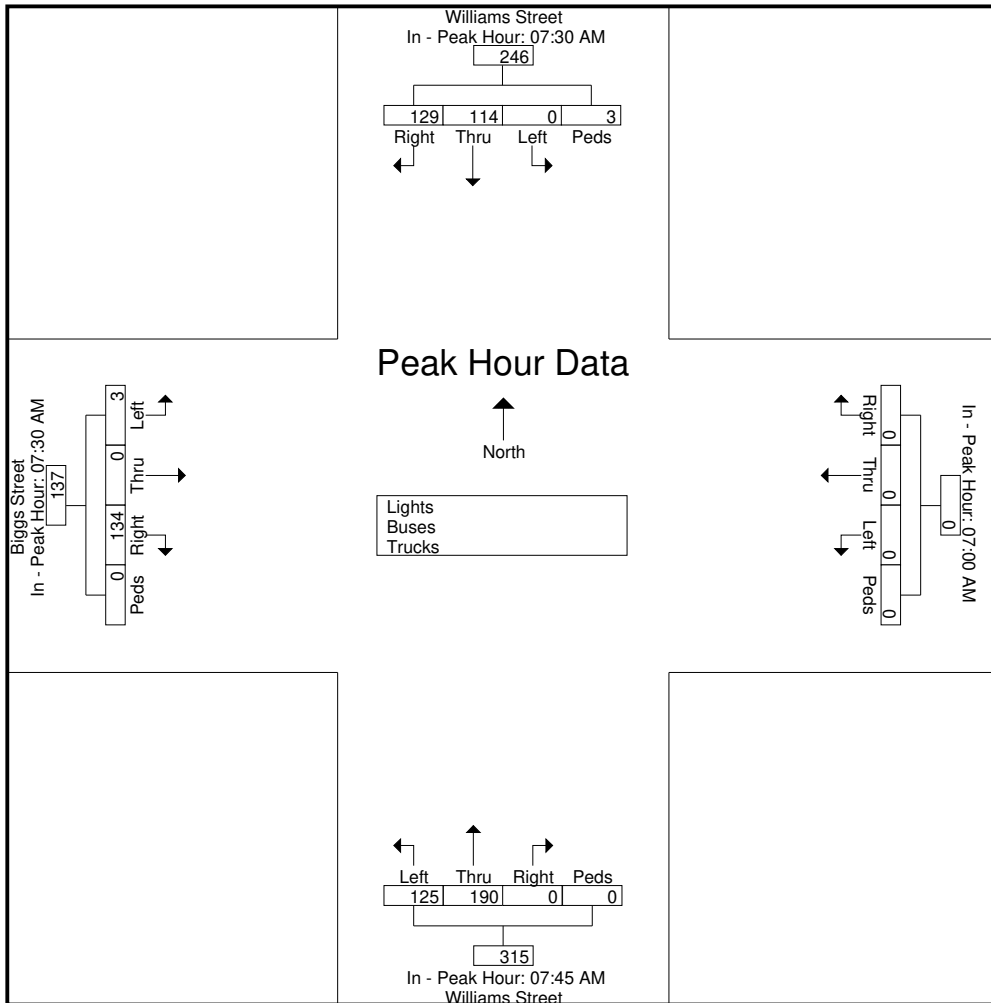 Williams Street
In - Peak Hour: 07:30 AM
246
129 114 0 3
Right Thru Left Peds
Peak Hour Data
North
Lights
Buses
Trucks
Biggs Street
In - Peak Hour: 07:30 AM
137
3 0 134 0
Left Thru Right Peds
In - Peak Hour: 07:00 AM
0
0 0 0 0
Right Thru Left Peds
Left Thru Right Peds
125 190 0 0
315
In - Peak Hour: 07:45 AM
Williams Street